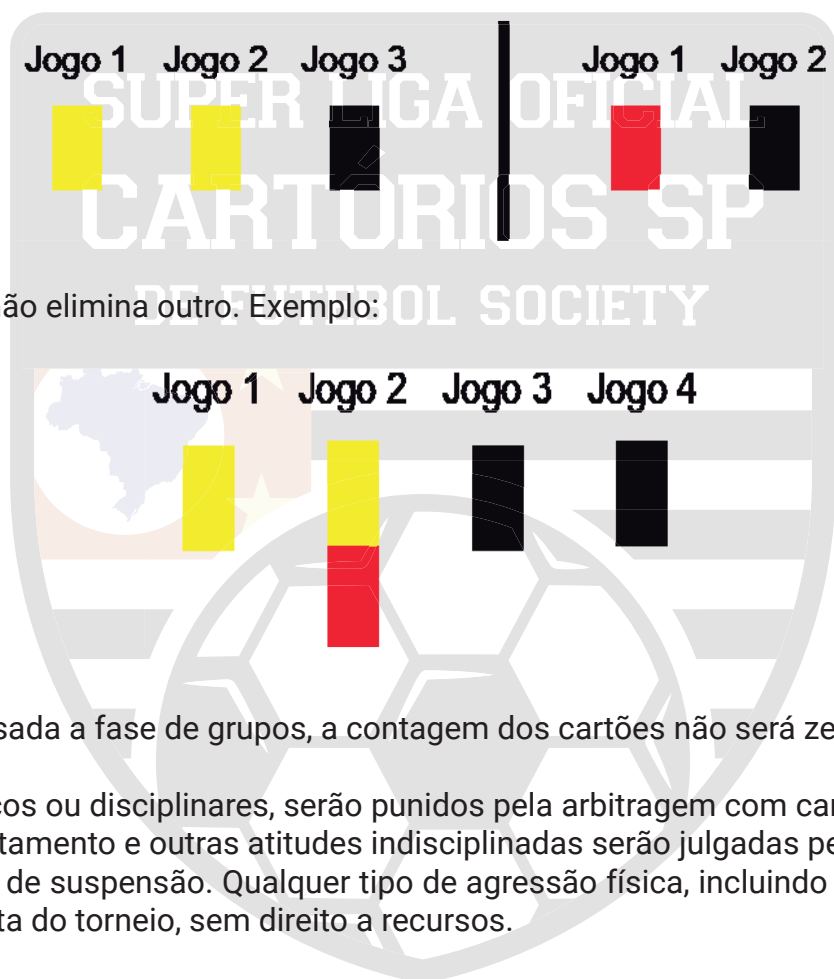 Jogo 1 Jogo 2 Jogo 3 Jogo 1 Jogo 2
SUPER LIGA OFICIAL
CARTÓRIOS SP
não elimina outro. Exemplo:
DE FUTEBOL SOCIETY
Jogo 1 Jogo 2 Jogo 3 Jogo 4
sada a fase de grupos, a contagem dos cartões não será ze
cos ou disciplinares, serão punidos pela arbitragem com car
tamento e outras atitudes indisciplinadas serão julgadas pe
de suspensão. Qualquer tipo de agressão física, incluindo
ta do torneio, sem direito a recursos.